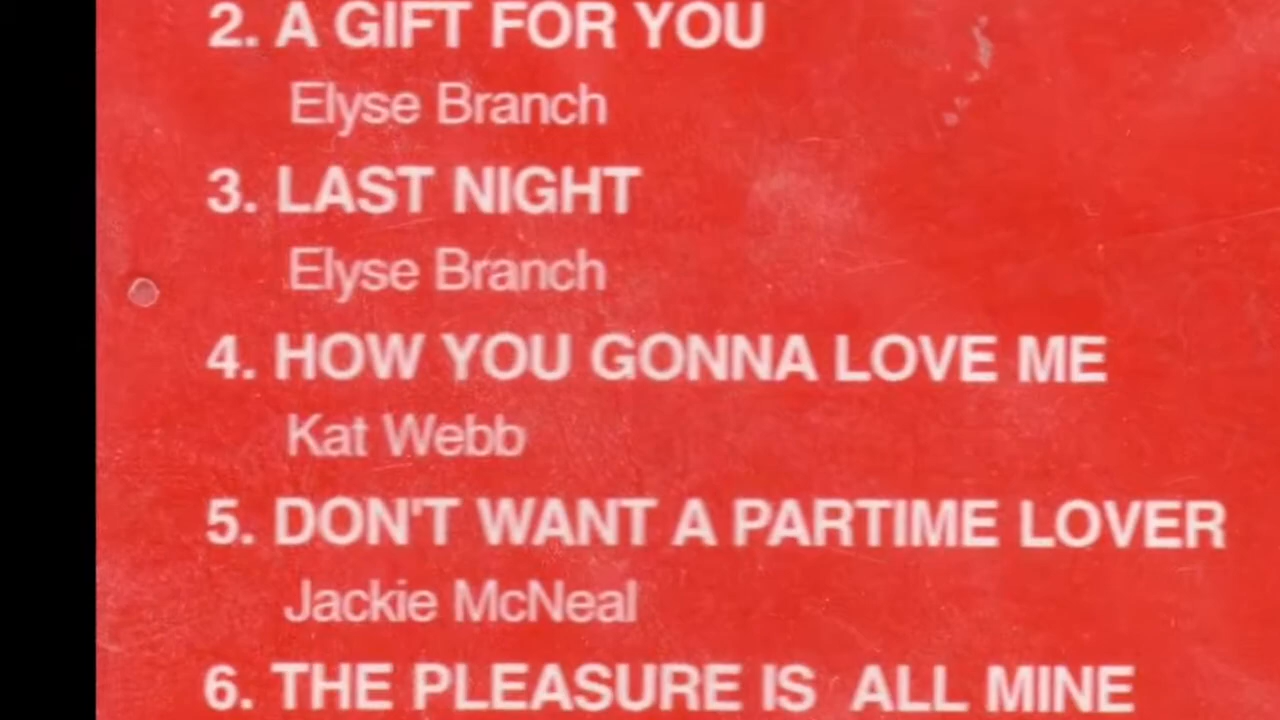 2. A GIFT FOR YOU
Elyse Branch
3. LAST NIGHT
Elyse Branch
4. HOW YOU GONNA LOVE ME
Kat Webb
5. DON'T WANT A PARTIME LOVER
Jackie McNeal
6. THE PLEASURE IS ALL MINE